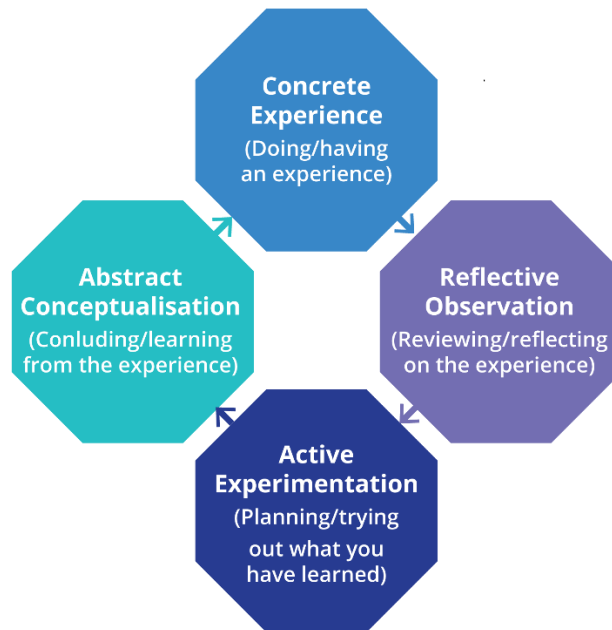 Concrete
Experience
(Doing/having
an experience)
Reflective
Observation
(Reviewing/reflecting
on the experience)
Active
Experimentation
(Planning/trying
out what you
have learned)
Abstract
Conceptualisation
(Conluding/learning
from the experience)